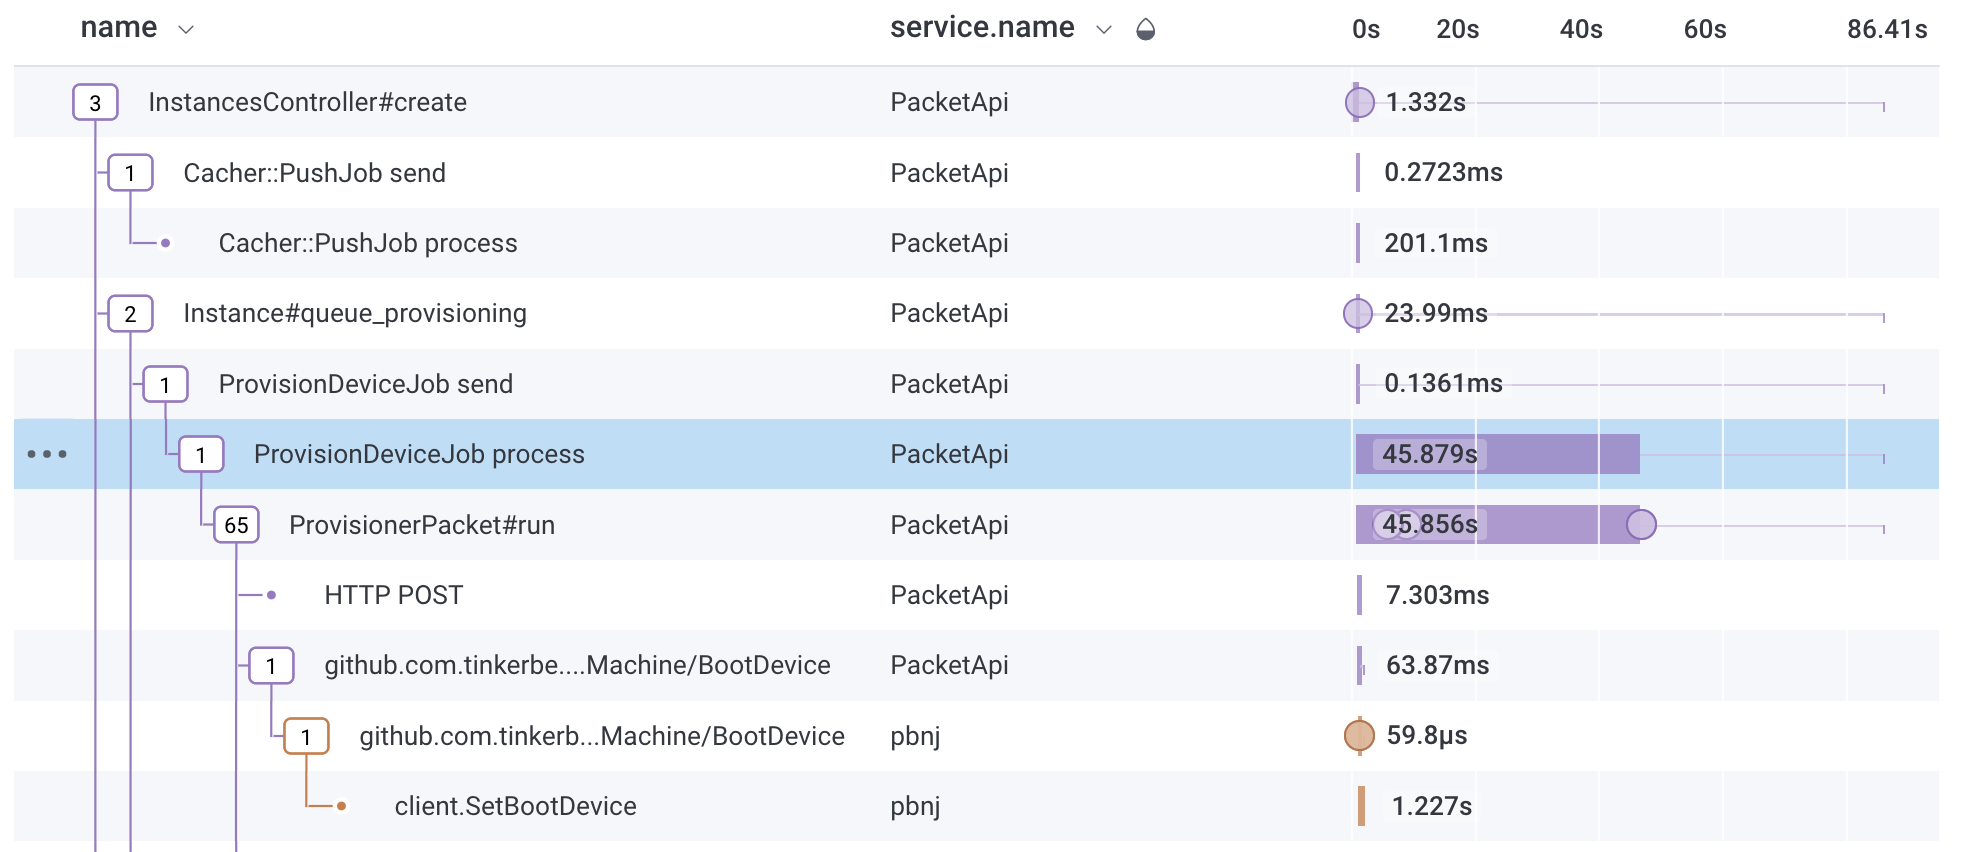 name service.name 0s 20s 40s 60s 86.41s
3 InstancesController#create PacketApi 1.332s
1 Cacher::PushJob send PacketApi 0.2723ms
Cacher::PushJob process PacketApi 201.1ms
2 Instance#queue_provisioning PacketApi 23.99ms
1 ProvisionDeviceJob send PacketApi 0.1361ms
1 ProvisionDeviceJob process PacketApi 45.879s
65 ProvisionerPacket#run PacketApi 45.856s
HTTP POST PacketApi 7.303ms
1 github.com.tinkerbe....Machine/BootDevice PacketApi 63.87ms
1 github.com.tinkerb...Machine/BootDevice pbnj 59.8μs
client.SetBootDevice pbnj 1.227s